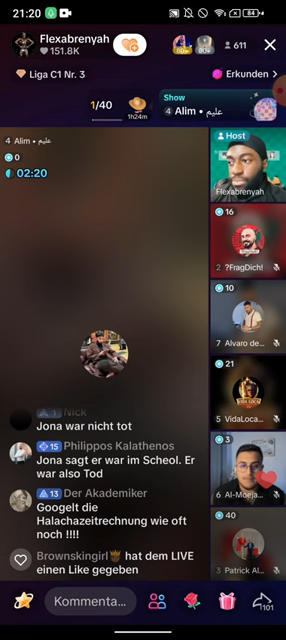 21:20
84
Flexabrenyah
151.8K
611
Liga C1 Nr. 3
Erkunden
1/40
1h24m
Show
4 Alim • عليم
4 Alim • عليم
0
02:20
Host
Flexabrenyah
16
2 ?FragDich!
10
7 Alvaro de...
21
5 VidaLoca...
3
6 Al-Moeja...
40
3 Patrick Al...
1 Nick
Jona war nicht tot
15 Philippos Kalathenos
Jona sagt er war im Scheol. Er
war also Tod
13 Der Akademiker
Googelt die
Halachazeitrechnung wie oft
noch !!!!
Brownskingirl hat dem LIVE
einen Like gegeben
Kommenta...
101